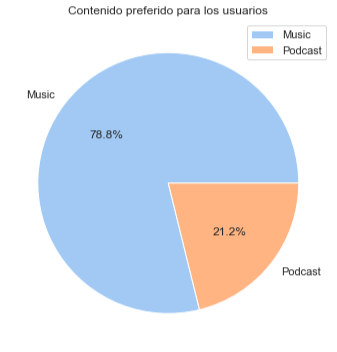 Contenido preferido para los usuarios
Music
Podcast
Music
78.8%
21.2%
Podcast